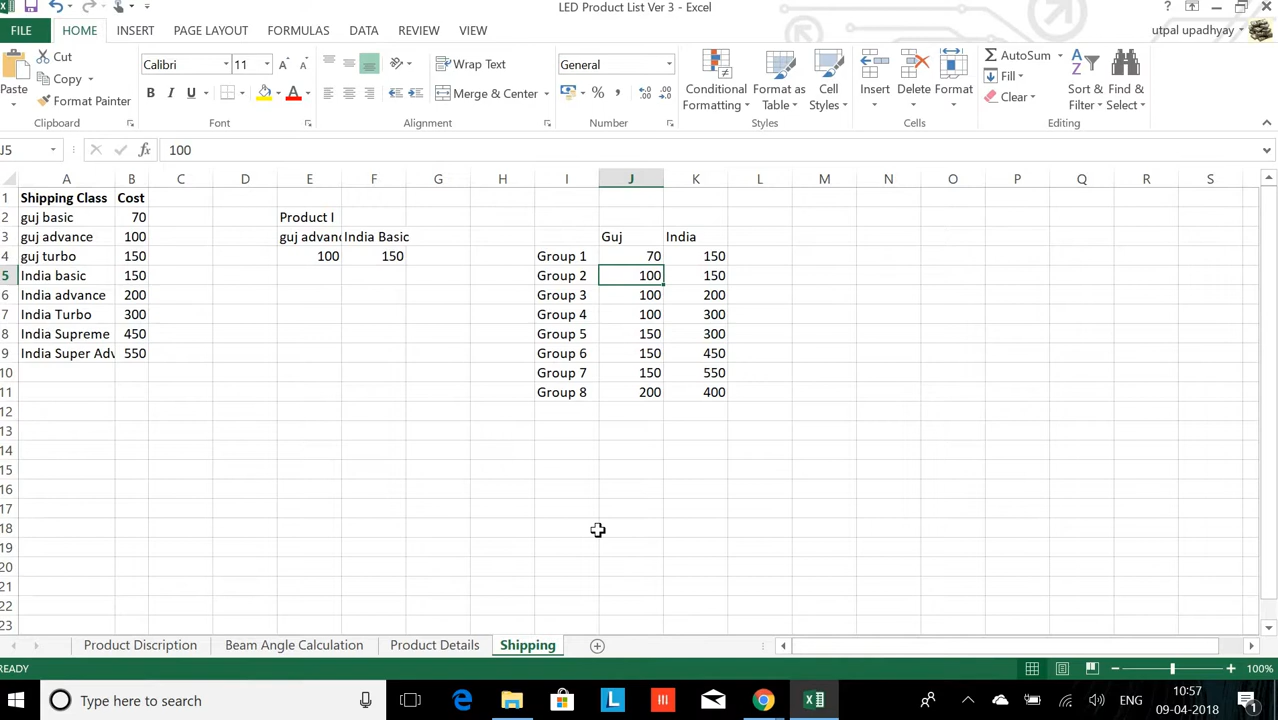 LED Product List Ver 3 - Excel
?
FILE HOME INSERT PAGE LAYOUT FORMULAS DATA REVIEW VIEW utpal upadhyay
Paste
Cut
Copy
Format Painter
Clipboard
Calibri 11 A A
B I U A
Font
Wrap Text
Merge & Center
Alignment
General
% , .0 .00 .00 .0
Number
Conditional Formatting
Format as Table
Cell Styles
Styles
Insert Delete Format
Cells
AutoSum
Fill
Clear
Sort & Filter
Find & Select
Editing
J5 fx 100
A B C D E F G H I J K L M N O P Q R S
1 Shipping Class Cost
2 guj basic 70 Product I
3 guj advance 100 guj advanc India Basic Guj India
4 guj turbo 150 100 150 Group 1 70 150
5 India basic 150 Group 2 100 150
6 India advance 200 Group 3 100 200
7 India Turbo 300 Group 4 100 300
8 India Supreme 450 Group 5 150 300
9 India Super Adv 550 Group 6 150 450
10 Group 7 150 550
11 Group 8 200 400
12
13
14
15
16
17
18
19
20
21
22
23
Product Discription Beam Angle Calculation Product Details Shipping
READY 100%
Type here to search ENG 10:57
09-04-2018 1